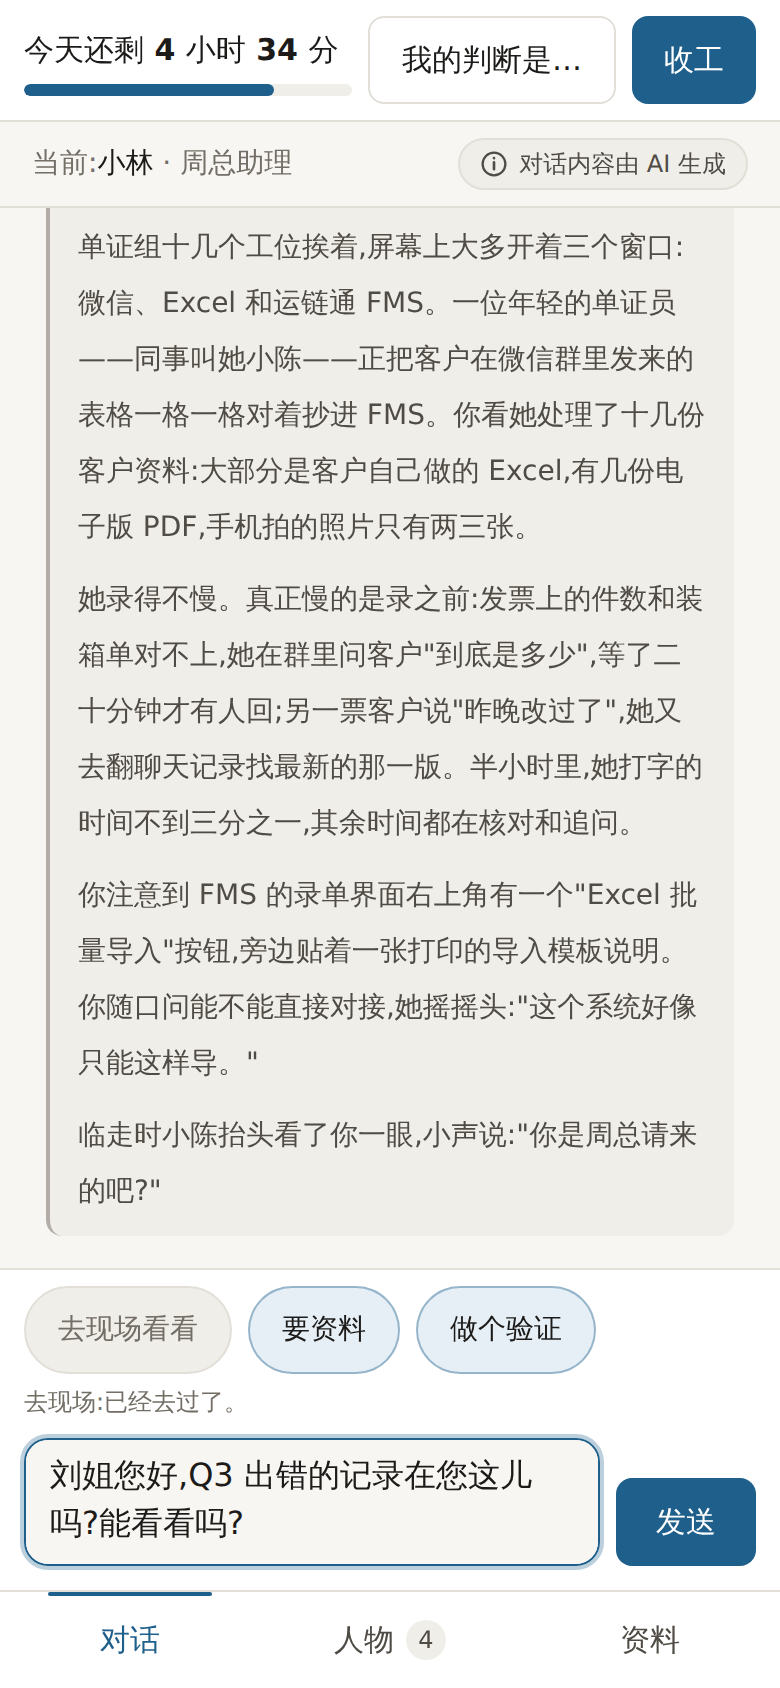 今天还剩 4 小时 34 分
我的判断是...
收工
当前:小林 · 周总助理
对话内容由 AI 生成
单证组十几个工位挨着,屏幕上大多开着三个窗口:
微信、Excel 和运链通 FMS。一位年轻的单证员
——同事叫她小陈——正把客户在微信群里发来的
表格一格一格对着抄进 FMS。你看她处理了十几份
客户资料:大部分是客户自己做的 Excel,有几份电
子版 PDF,手机拍的照片只有两三张。
她录得不慢。真正慢的是录之前:发票上的件数和装
箱单对不上,她在群里问客户"到底是多少",等了二
十分钟才有人回;另一票客户说"昨晚改过了",她又
去翻聊天记录找最新的那一版。半小时里,她打字的
时间不到三分之一,其余时间都在核对和追问。
你注意到 FMS 的录单界面右上角有一个"Excel 批
量导入"按钮,旁边贴着一张打印的导入模板说明。
你随口问能不能直接对接,她摇摇头:"这个系统好像
只能这样导。"
临走时小陈抬头看了你一眼,小声说:"你是周总请来
的吧?"
去现场看看
要资料
做个验证
去现场:已经去过了。
刘姐您好,Q3 出错的记录在您这儿
吗?能看看吗?
发送
对话
人物 4
资料